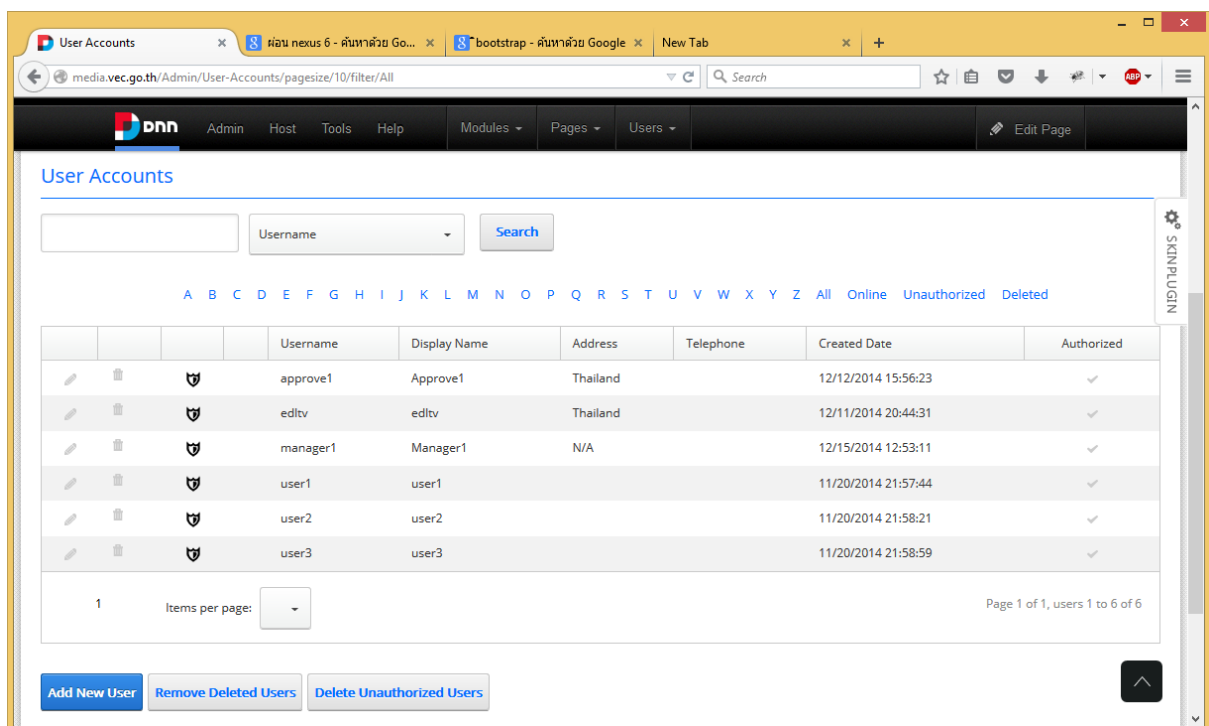 User Accounts
ผ่อน nexus 6 - ค้นหาด้วย Go...
bootstrap - ค้นหาด้วย Google
New Tab
media.vec.go.th/Admin/User-Accounts/pagesize/10/filter/All
Search
ABP
DNN Admin Host Tools Help Modules Pages Users Edit Page
User Accounts
Username Search
SKINPLUGIN
A B C D E F G H I J K L M N O P Q R S T U V W X Y Z All Online Unauthorized Deleted
Username Display Name Address Telephone Created Date Authorized
approve1 Approve1 Thailand 12/12/2014 15:56:23
edltv edltv Thailand 12/11/2014 20:44:31
manager1 Manager1 N/A 12/15/2014 12:53:11
user1 user1 11/20/2014 21:57:44
user2 user2 11/20/2014 21:58:21
user3 user3 11/20/2014 21:58:59
1 Items per page: Page 1 of 1, users 1 to 6 of 6
Add New User Remove Deleted Users Delete Unauthorized Users